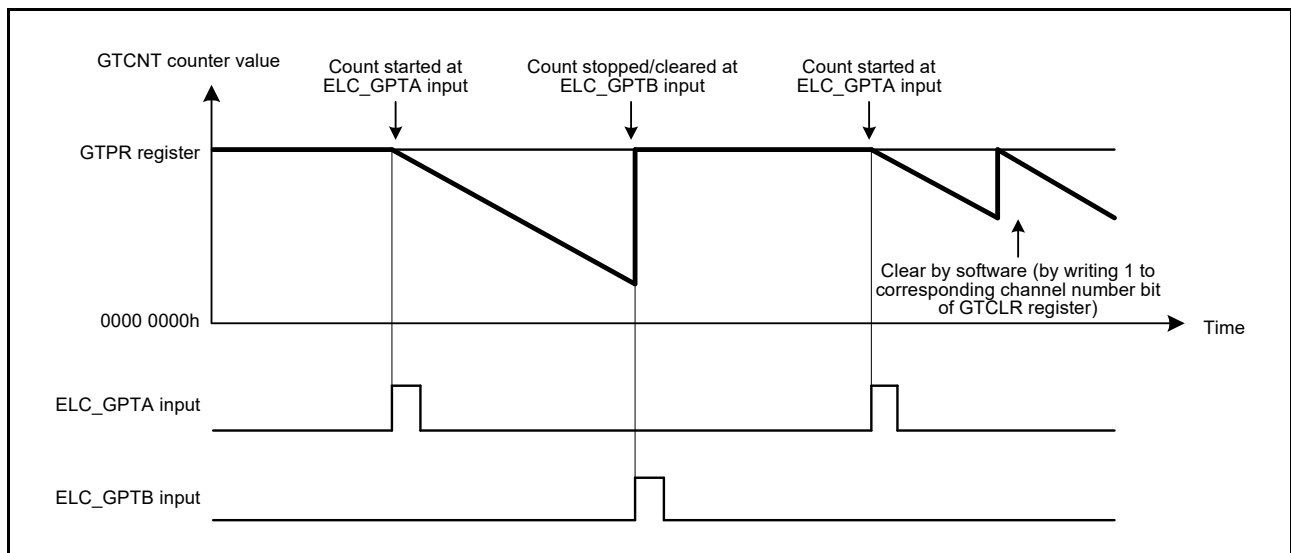 GTCNT counter value
Count started at
ELC_GPTA input
Count stopped/cleared at
ELC_GPTB input
Count started at
ELC_GPTA input
GTPR register
Clear by software (by writing 1 to
corresponding channel number bit
of GTCLR register)
0000 0000h
Time
ELC_GPTA input
ELC_GPTB input